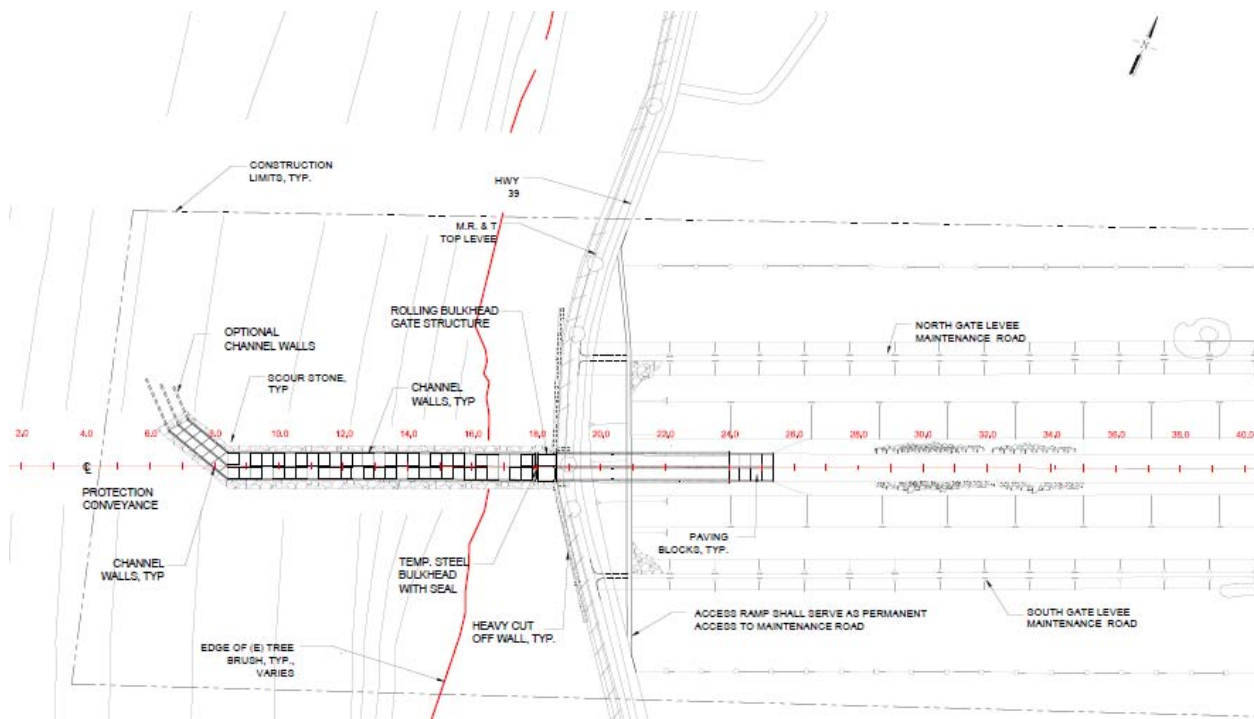 N
CONSTRUCTION
LIMITS, TYP.
HWY
39
M.R. & T
TOP LEVEE
ROLLING BULKHEAD
GATE STRUCTURE
OPTIONAL
CHANNEL WALLS
SCOUR STONE,
TYP
CHANNEL
WALLS, TYP
NORTH GATE LEVEE
MAINTENANCE ROAD
2,0 4,0 6,0 8,0 10,0 12,0 14,0 16,0 18,0 20,0 22,0 24,0 26,0 28,0 30,0 32,0 34,0 36,0 38,0 40,0
℄
PROTECTION
CONVEYANCE
CHANNEL
WALLS, TYP
TEMP. STEEL
BULKHEAD
WITH SEAL
PAVING
BLOCKS, TYP.
HEAVY CUT
OFF WALL, TYP.
ACCESS RAMP SHALL SERVE AS PERMANENT
ACCESS TO MAINTENANCE ROAD
SOUTH GATE LEVEE
MAINTENANCE ROAD
EDGE OF (E) TREE
BRUSH, TYP.,
VARIES